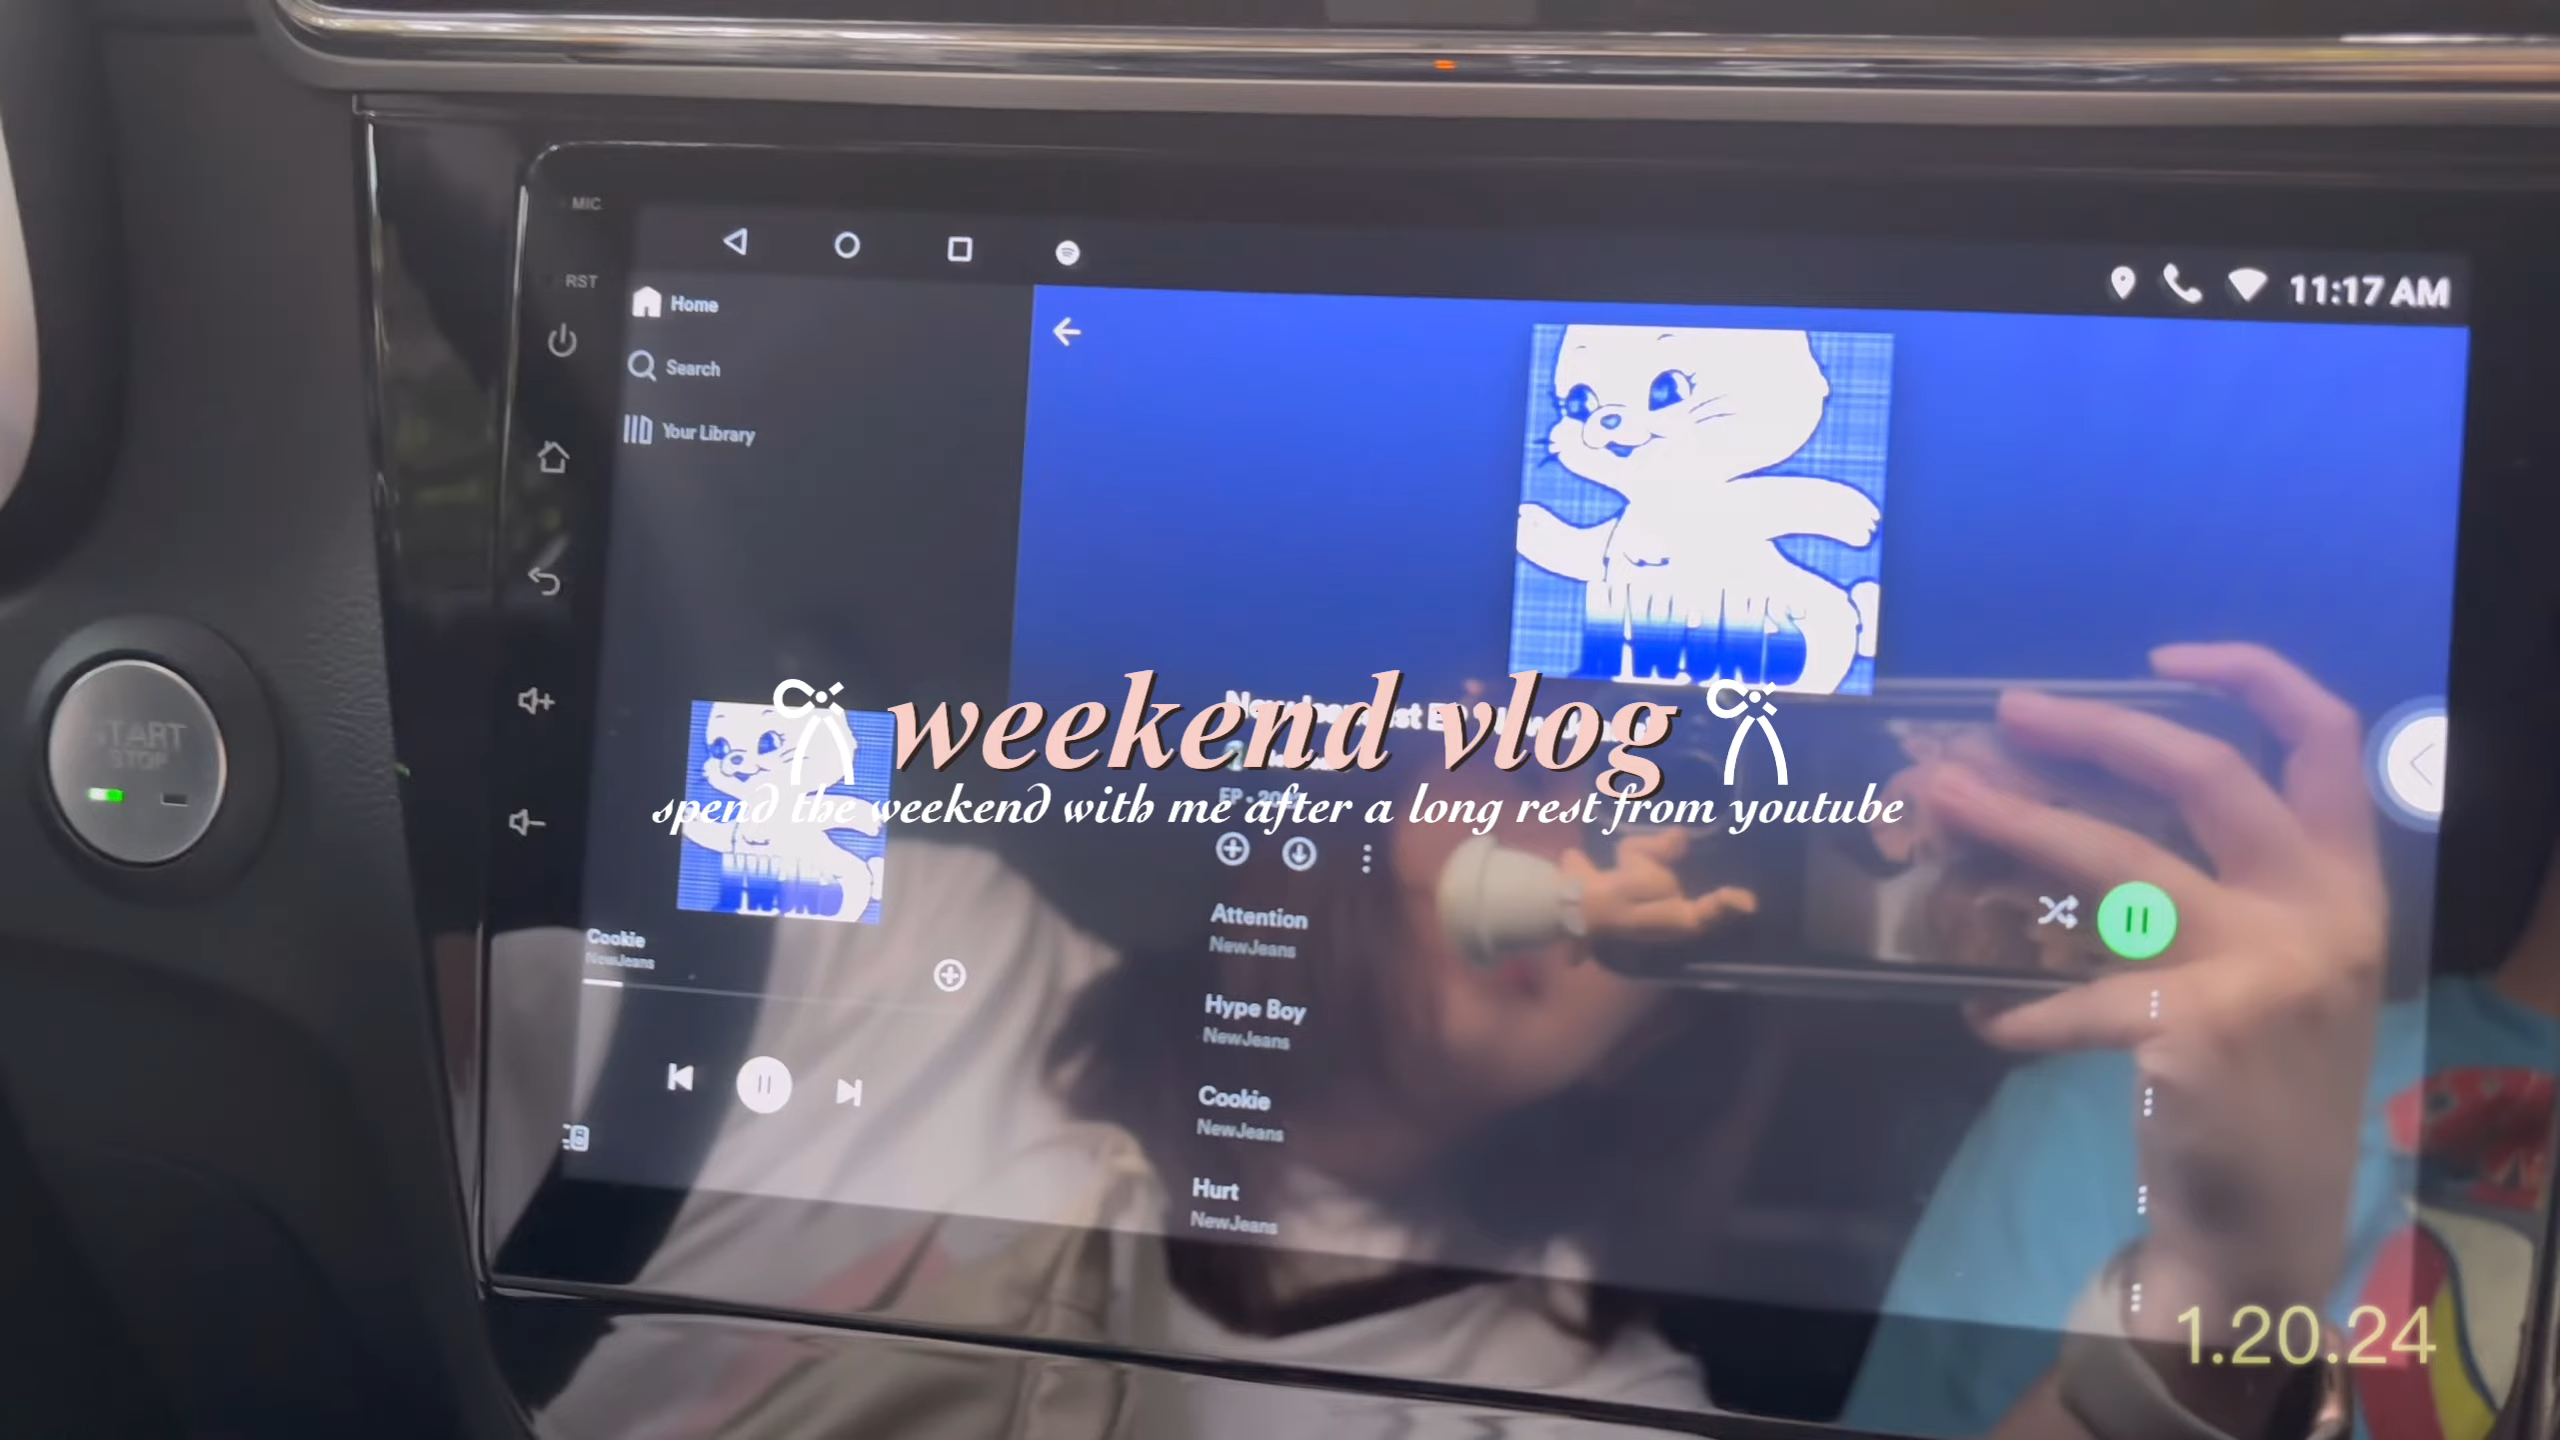 MIC
RST
11:17 AM
Home
Search
Your Library
weekend vlog
spend the weekend with me after a long rest from youtube
START
STOP
Cookie
NewJeans
Attention
NewJeans
Hype Boy
NewJeans
Cookie
NewJeans
Hurt
NewJeans
1.20.24